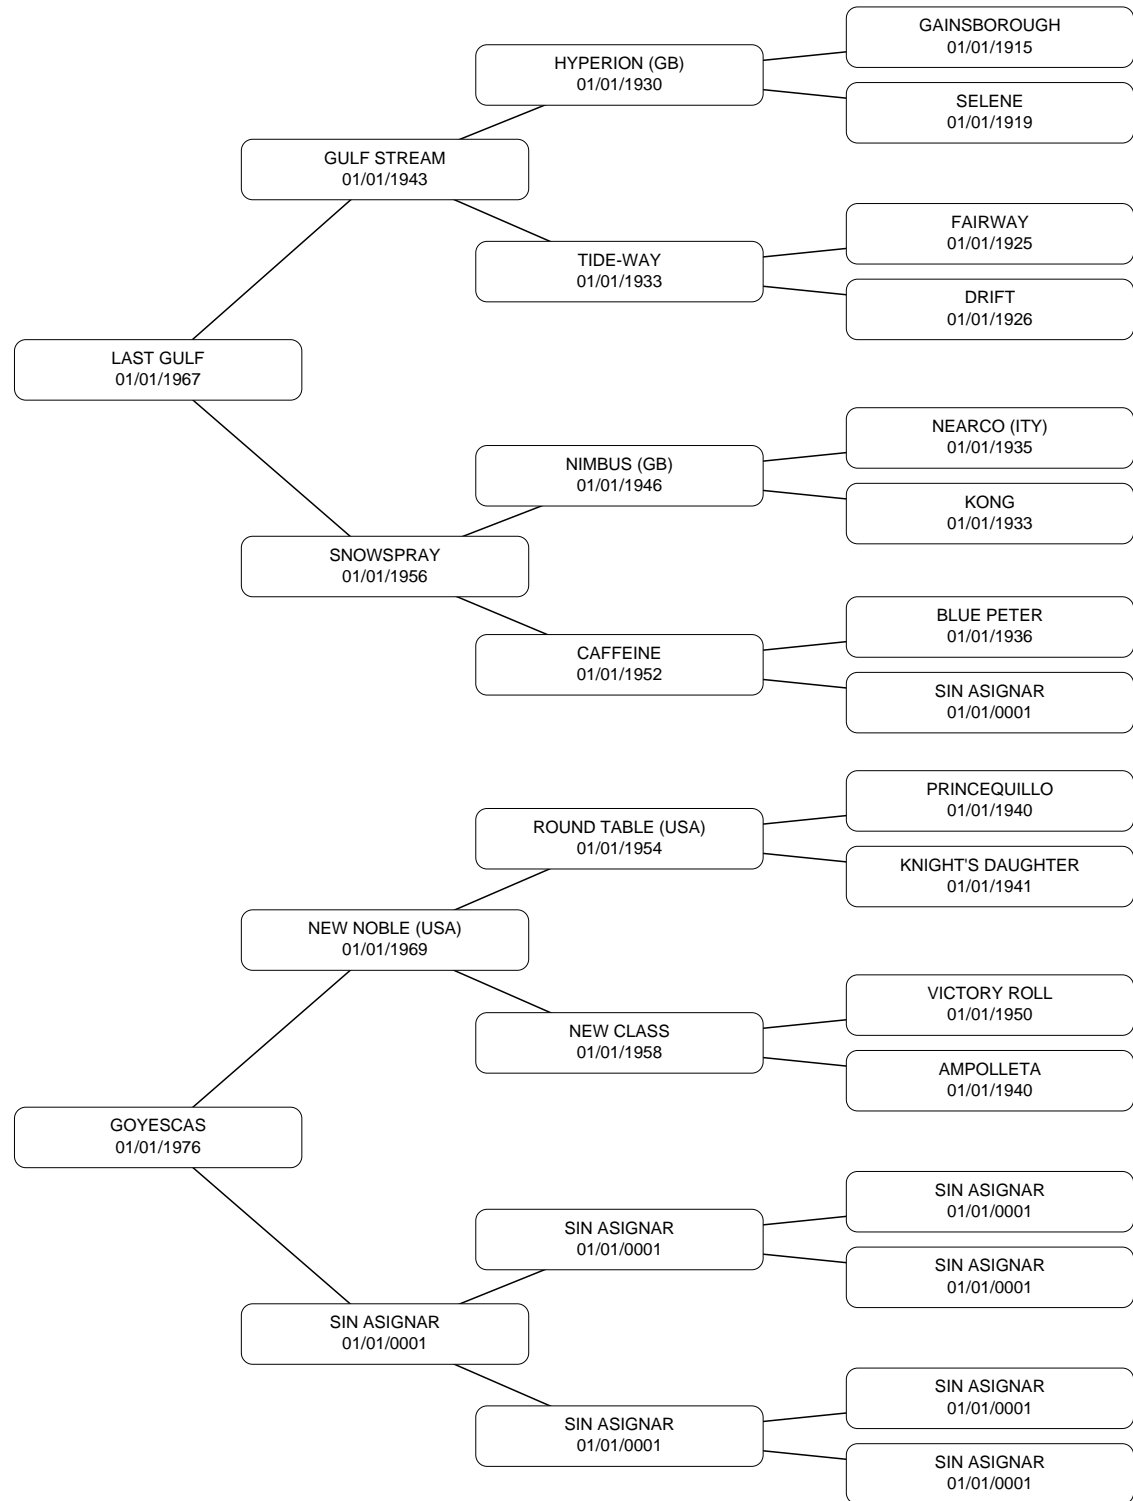 GAINSBOROUGH
01/01/1915
HYPERION (GB)
01/01/1930
SELENE
01/01/1919
GULF STREAM
01/01/1943
FAIRWAY
01/01/1925
TIDE-WAY
01/01/1933
DRIFT
01/01/1926
LAST GULF
01/01/1967
NEARCO (ITY)
01/01/1935
NIMBUS (GB)
01/01/1946
KONG
01/01/1933
SNOWSPRAY
01/01/1956
BLUE PETER
01/01/1936
CAFFEINE
01/01/1952
SIN ASIGNAR
01/01/0001
PRINCEQUILLO
01/01/1940
ROUND TABLE (USA)
01/01/1954
KNIGHT'S DAUGHTER
01/01/1941
NEW NOBLE (USA)
01/01/1969
VICTORY ROLL
01/01/1950
NEW CLASS
01/01/1958
AMPOLLETA
01/01/1940
GOYESCAS
01/01/1976
SIN ASIGNAR
01/01/0001
SIN ASIGNAR
01/01/0001
SIN ASIGNAR
01/01/0001
SIN ASIGNAR
01/01/0001
SIN ASIGNAR
01/01/0001
SIN ASIGNAR
01/01/0001
SIN ASIGNAR
01/01/0001